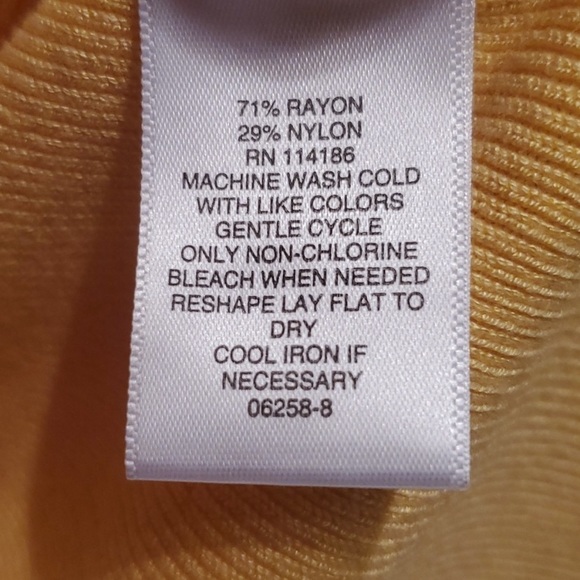 71% RAYON
29% NYLON
RN 114186
MACHINE WASH COLD
WITH LIKE COLORS
GENTLE CYCLE
ONLY NON-CHLORINE
BLEACH WHEN NEEDED
RESHAPE LAY FLAT TO
DRY
COOL IRON IF
NECESSARY
06258-8